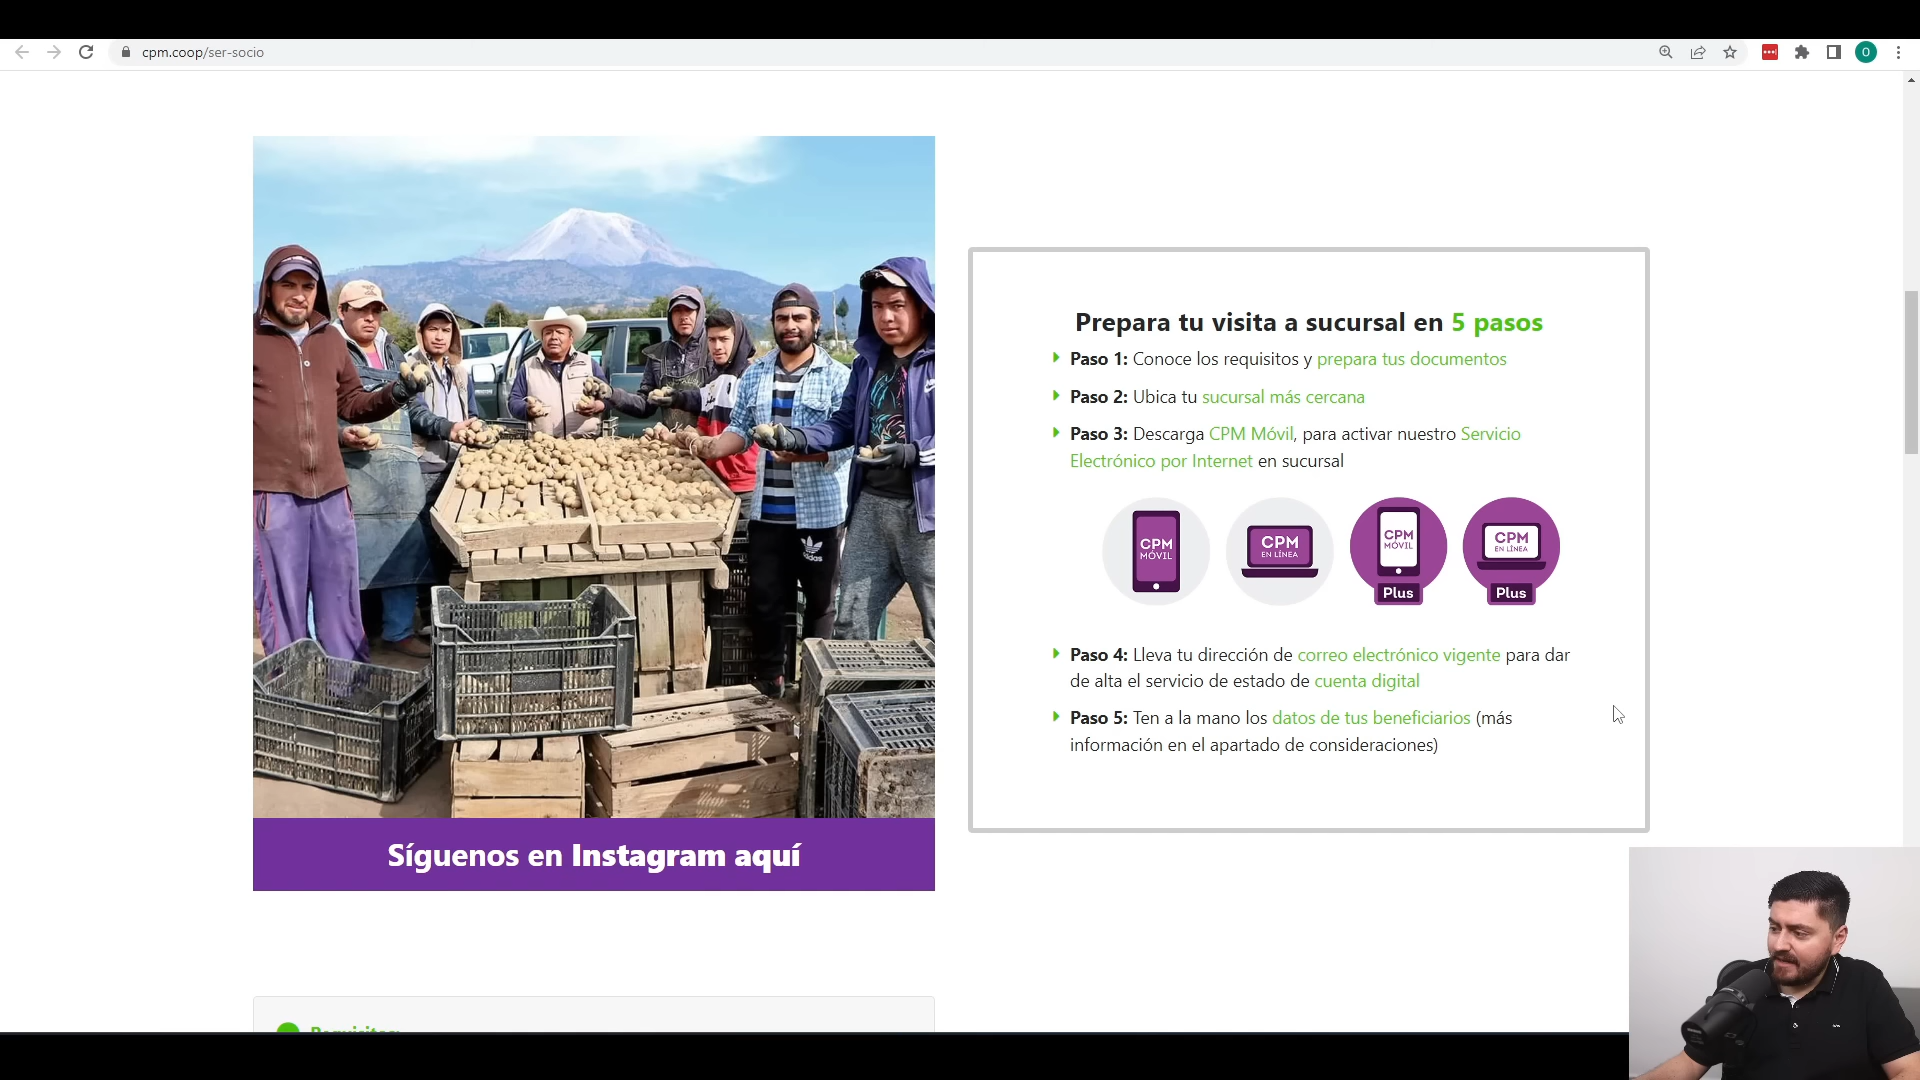 cpm.coop/ser-socio
O
Prepara tu visita a sucursal en 5 pasos
Paso 1: Conoce los requisitos y prepara tus documentos
Paso 2: Ubica tu sucursal más cercana
Paso 3: Descarga CPM Móvil, para activar nuestro Servicio
Electrónico por Internet en sucursal
CPM
MÓVIL
CPM
EN LÍNEA
CPM
MÓVIL
Plus
CPM
EN LÍNEA
Plus
Paso 4: Lleva tu dirección de correo electrónico vigente para dar
de alta el servicio de estado de cuenta digital
Paso 5: Ten a la mano los datos de tus beneficiarios (más
información en el apartado de consideraciones)
adidas
Síguenos en Instagram aquí
Requisitos: